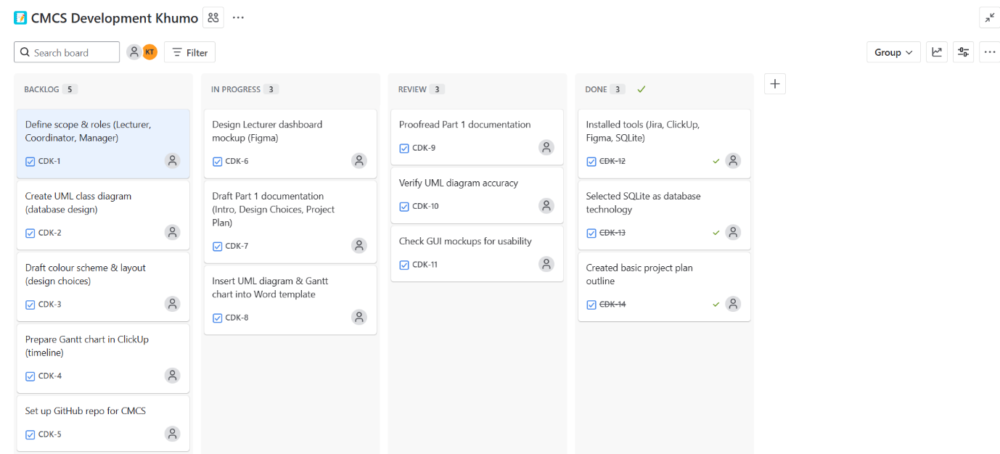 CMCS Development Khumo
Search board
KT
Filter
Group
BACKLOG 5
Define scope & roles (Lecturer,
Coordinator, Manager)
CDK-1
Create UML class diagram
(database design)
CDK-2
Draft colour scheme & layout
(design choices)
CDK-3
Prepare Gantt chart in ClickUp
(timeline)
CDK-4
Set up GitHub repo for CMCS
CDK-5
IN PROGRESS 3
Design Lecturer dashboard
mockup (Figma)
CDK-6
Draft Part 1 documentation
(Intro, Design Choices, Project
Plan)
CDK-7
Insert UML diagram & Gantt
chart into Word template
CDK-8
REVIEW 3
Proofread Part 1 documentation
CDK-9
Verify UML diagram accuracy
CDK-10
Check GUI mockups for usability
CDK-11
DONE 3
Installed tools (Jira, ClickUp,
Figma, SQLite)
CDK-12
Selected SQLite as database
technology
CDK-13
Created basic project plan
outline
CDK-14